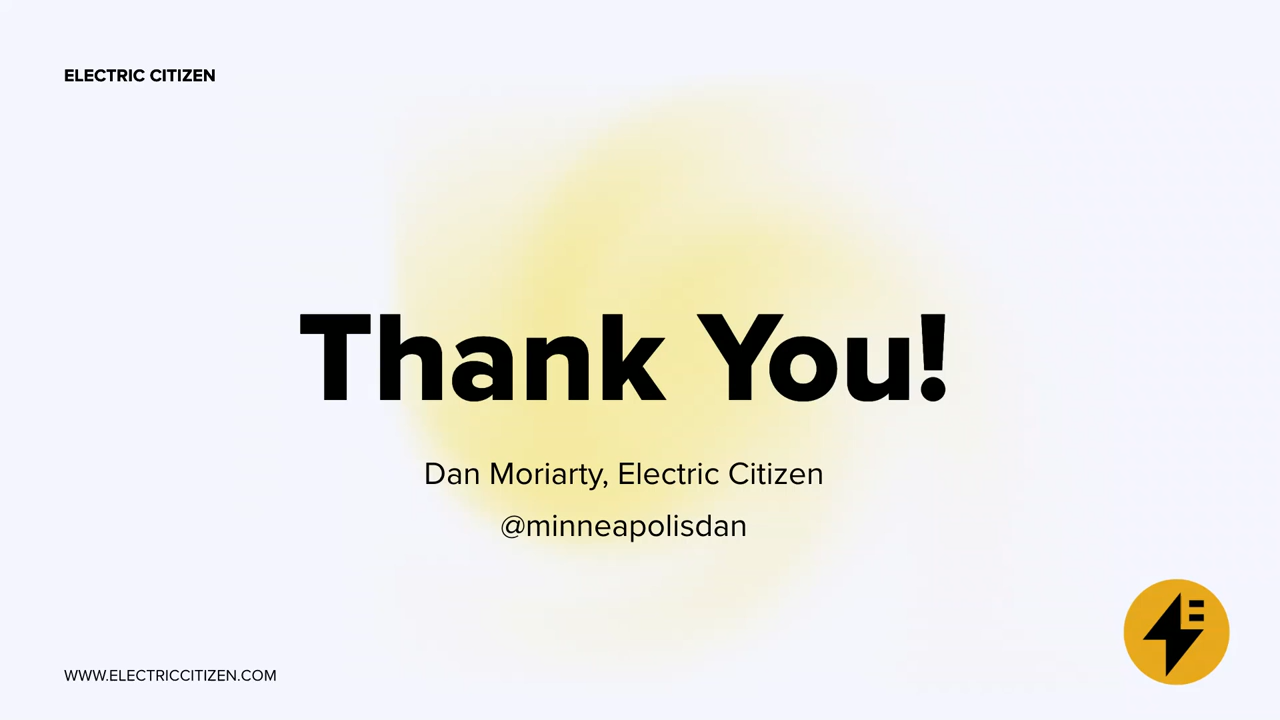 ELECTRIC CITIZEN
Thank You!
Dan Moriarty, Electric Citizen
@minneapolisdan
WWW.ELECTRICCITIZEN.COM